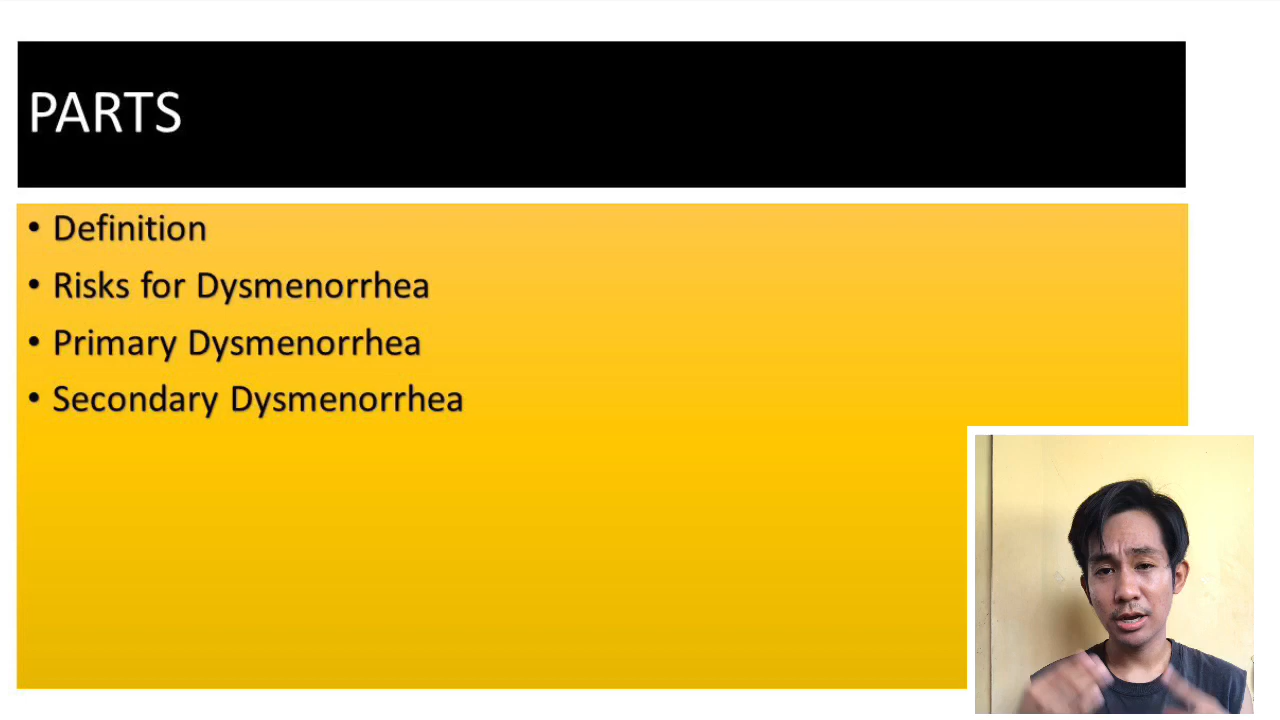 PARTS
• Definition
• Risks for Dysmenorrhea
• Primary Dysmenorrhea
• Secondary Dysmenorrhea